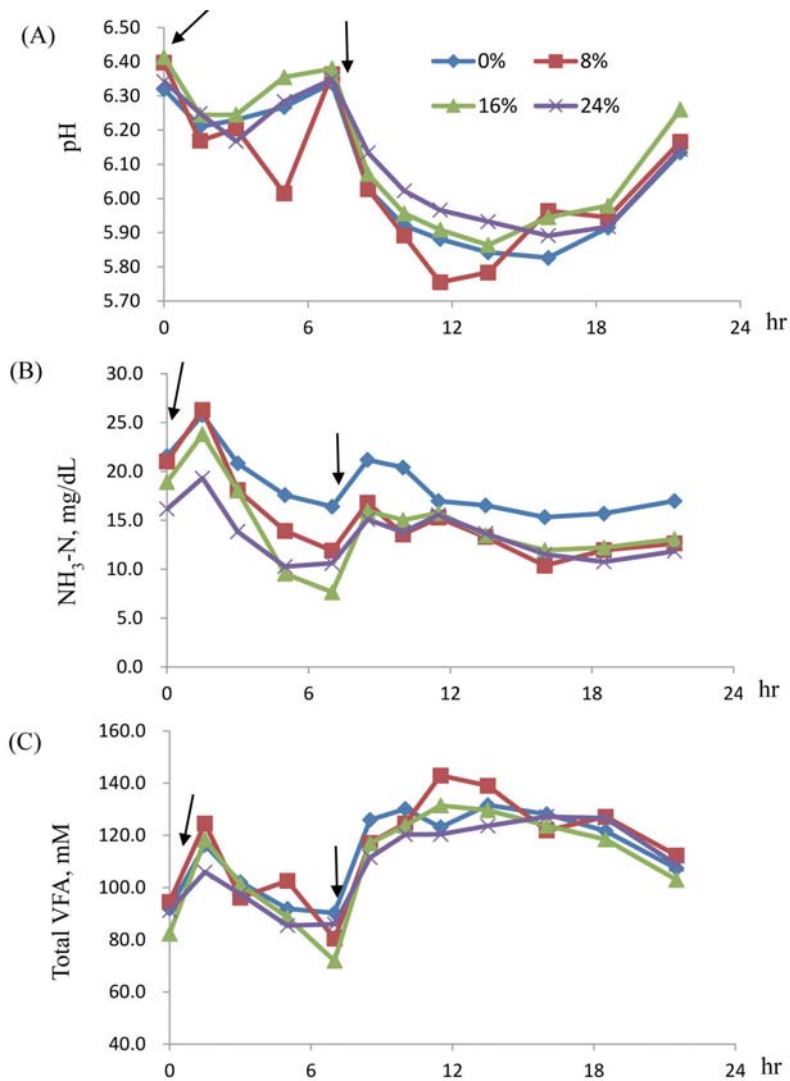 (A)
6.50
6.40
6.30
6.20
6.10
6.00
5.90
5.80
5.70
pH
0% 8%
16% 24%
0 6 12 18 24 hr
(B)
30.0
25.0
20.0
15.0
10.0
5.0
0.0
NH3-N, mg/dL
0 6 12 18 24 hr
(C)
160.0
140.0
120.0
100.0
80.0
60.0
40.0
Total VFA, mM
0 6 12 18 24 hr